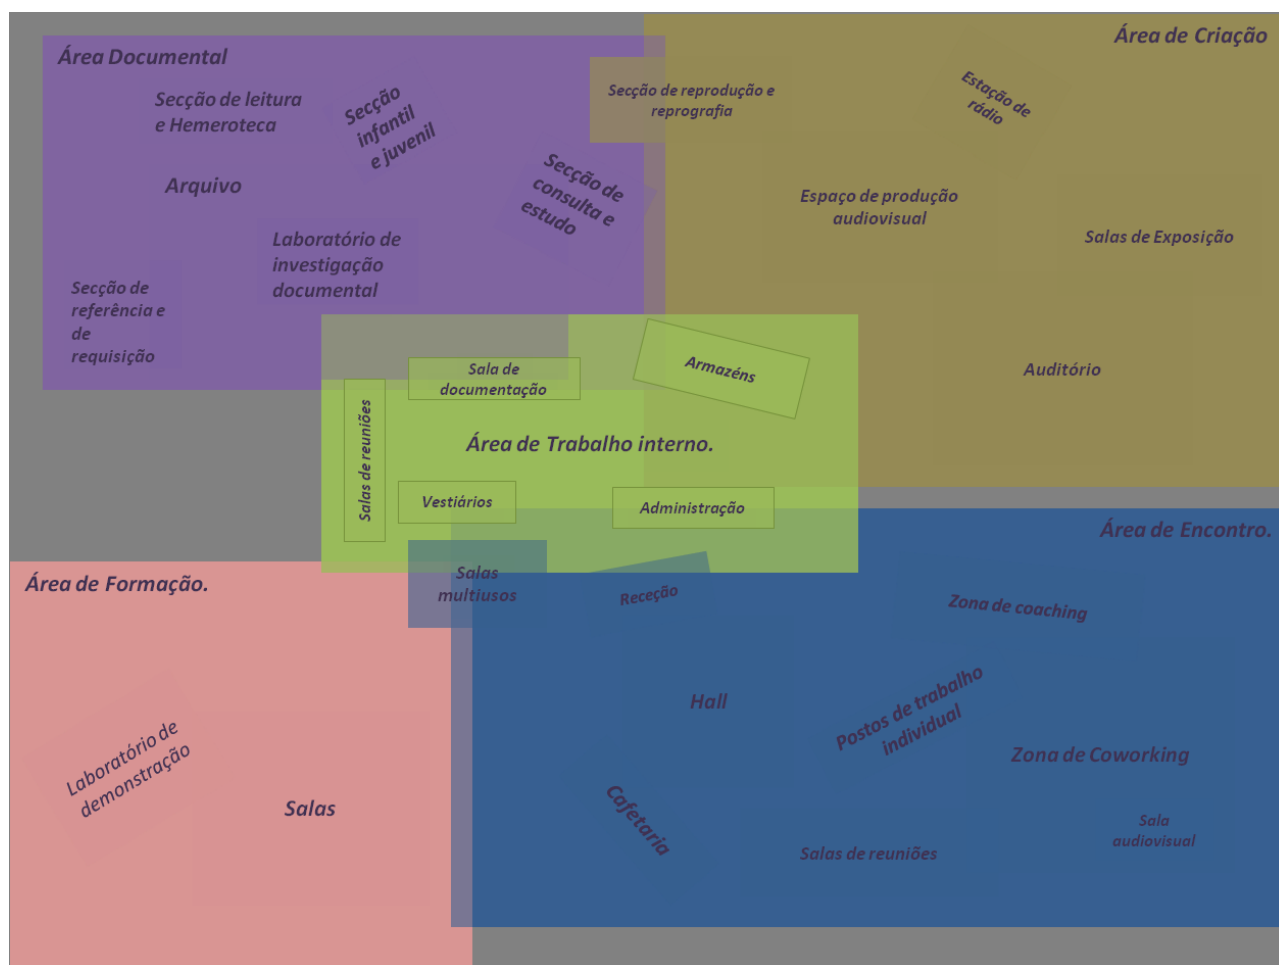 Área Documental
Secção de leitura
e Hemeroteca
Secção
infantil
e juvenil
Arquivo
Secção de
consulta e
estudo
Laboratório de
investigação
documental
Secção de
referência e
de
requisição
Área de Criação
Secção de reprodução e
reprografia
Estação de
rádio
Espaço de produção
audiovisual
Salas de Exposição
Auditório
Sala de
documentação
Armazéns
Salas de reuniões
Área de Trabalho interno.
Vestiários
Administração
Área de Formação.
Salas
multiusos
Laboratório de
demonstração
Salas
Área de Encontro.
Receção
Zona de coaching
Hall
Postos de trabalho
individual
Zona de Coworking
Cafetaria
Salas de reuniões
Sala
audiovisual